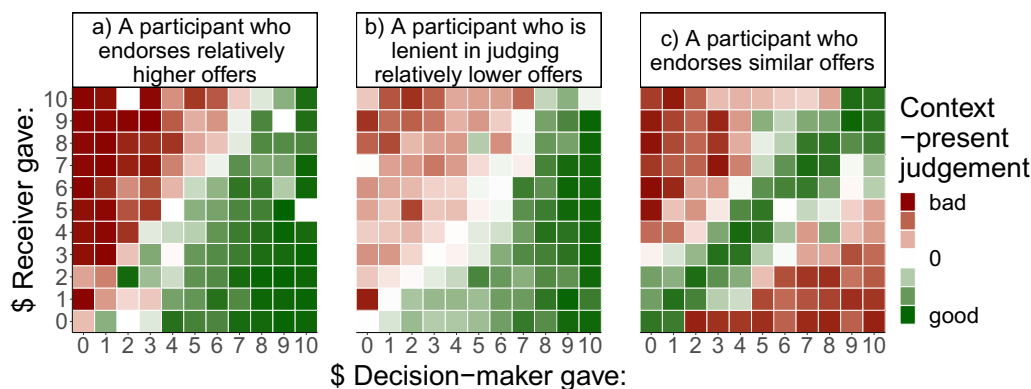 a) A participant who
endorses relatively
higher offers
b) A participant who is
lenient in judging
relatively lower offers
c) A participant who
endorses similar offers
$ Receiver gave:
10
9
8
7
6
5
4
3
2
1
0
0 1 2 3 4 5 6 7 8 9 10
0 1 2 3 4 5 6 7 8 9 10
0 1 2 3 4 5 6 7 8 9 10
$ Decision−maker gave:
Context
−present
judgement
bad
0
good